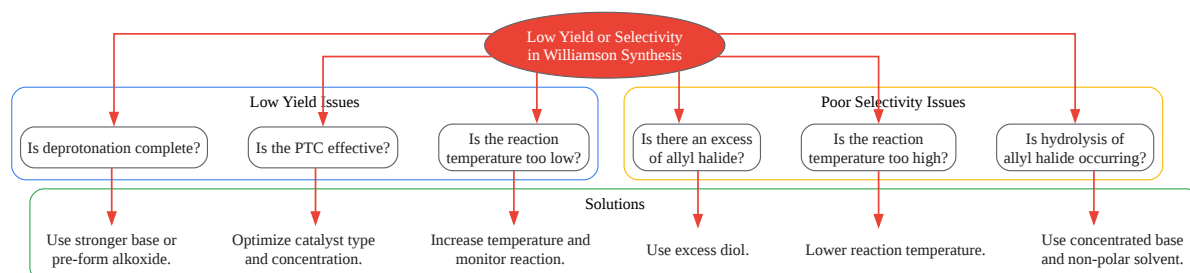 Low Yield or Selectivity
in Williamson Synthesis
Low Yield Issues
Poor Selectivity Issues
Is deprotonation complete?
Is the PTC effective?
Is the reaction
temperature too low?
Is there an excess
of allyl halide?
Is the reaction
temperature too high?
Is hydrolysis of
allyl halide occurring?
Solutions
Use stronger base or
pre-form alkoxide.
Optimize catalyst type
and concentration.
Increase temperature and
monitor reaction.
Use excess diol.
Lower reaction temperature.
Use concentrated base
and non-polar solvent.